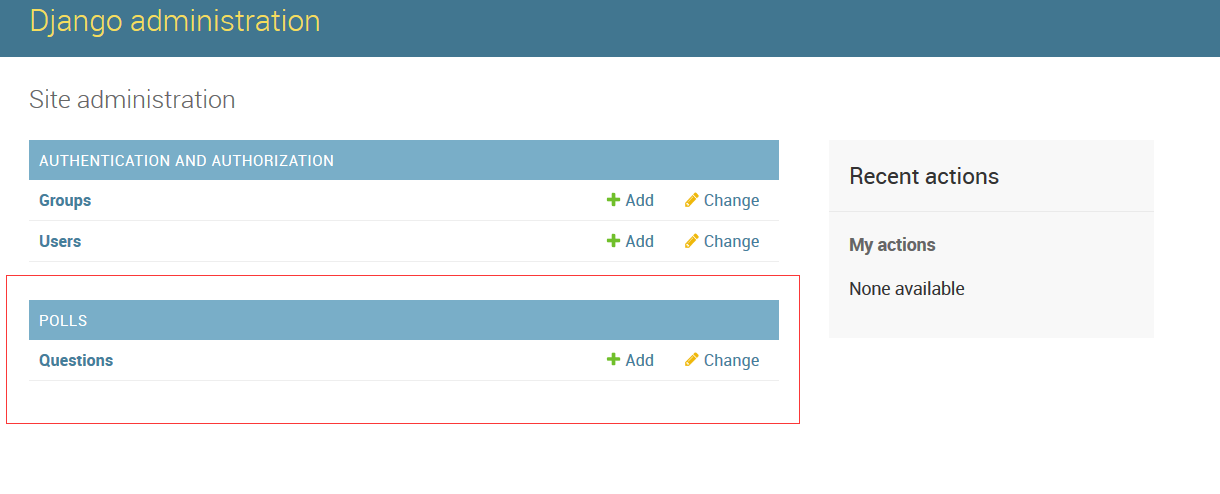 Django administration
Site administration
AUTHENTICATION AND AUTHORIZATION
Groups Add Change
Users Add Change
POLLS
Questions Add Change
Recent actions
My actions
None available